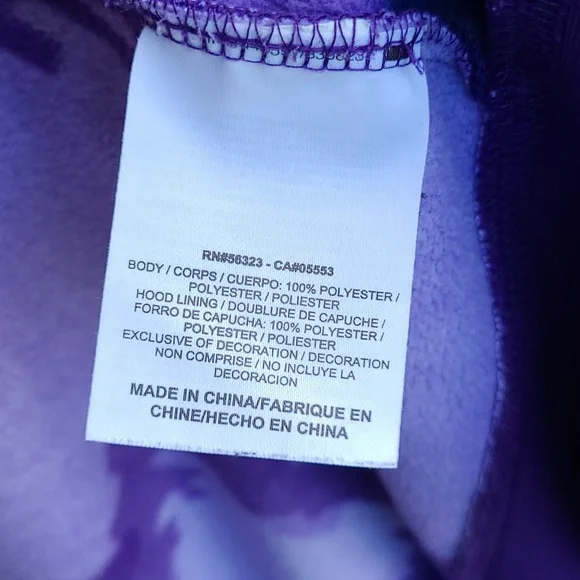 RN#56323 - CA#05553
BODY / CORPS / CUERPO: 100% POLYESTER /
POLYESTER / POLIESTER
HOOD LINING / DOUBLURE DE CAPUCHE /
FORRO DE CAPUCHA: 100% POLYESTER /
POLYESTER / POLIESTER
EXCLUSIVE OF DECORATION / DECORATION
NON COMPRISE / NO INCLUYE LA
DECORACION
MADE IN CHINA/FABRIQUE EN
CHINE/HECHO EN CHINA